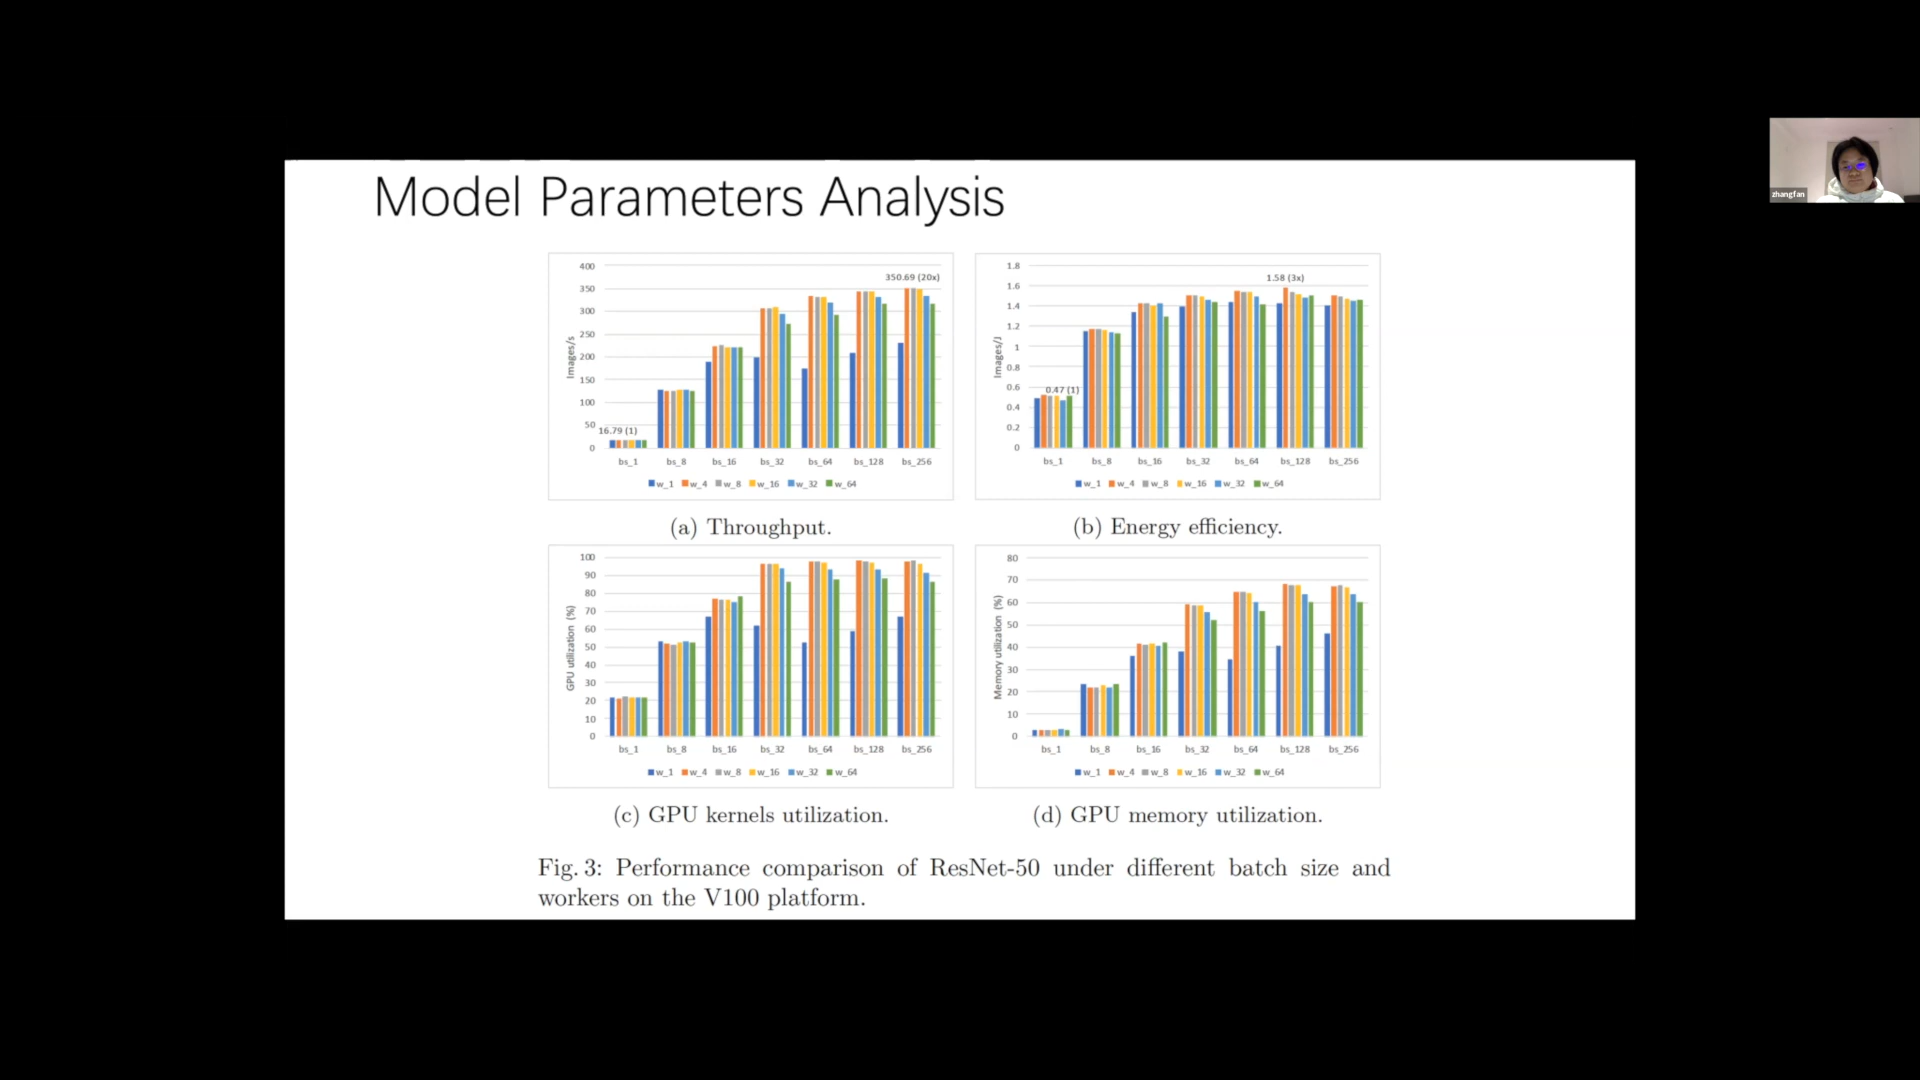 Model Parameters Analysis
zhangfan
400
350
300
250
200
150
100
50
0
Images/s
350.69 (20x)
16.79 (1)
bs_1 bs_8 bs_16 bs_32 bs_64 bs_128 bs_256
w_1 w_4 w_8 w_16 w_32 w_64
(a) Throughput.
1.8
1.6
1.4
1.2
1
0.8
0.6
0.4
0.2
0
Images/J
1.58 (3x)
0.47 (1)
bs_1 bs_8 bs_16 bs_32 bs_64 bs_128 bs_256
w_1 w_4 w_8 w_16 w_32 w_64
(b) Energy efficiency.
100
90
80
70
60
50
40
30
20
10
0
GPU utilization (%)
bs_1 bs_8 bs_16 bs_32 bs_64 bs_128 bs_256
w_1 w_4 w_8 w_16 w_32 w_64
(c) GPU kernels utilization.
80
70
60
50
40
30
20
10
0
Memory utilization (%)
bs_1 bs_8 bs_16 bs_32 bs_64 bs_128 bs_256
w_1 w_4 w_8 w_16 w_32 w_64
(d) GPU memory utilization.
Fig. 3: Performance comparison of ResNet-50 under different batch size and
workers on the V100 platform.